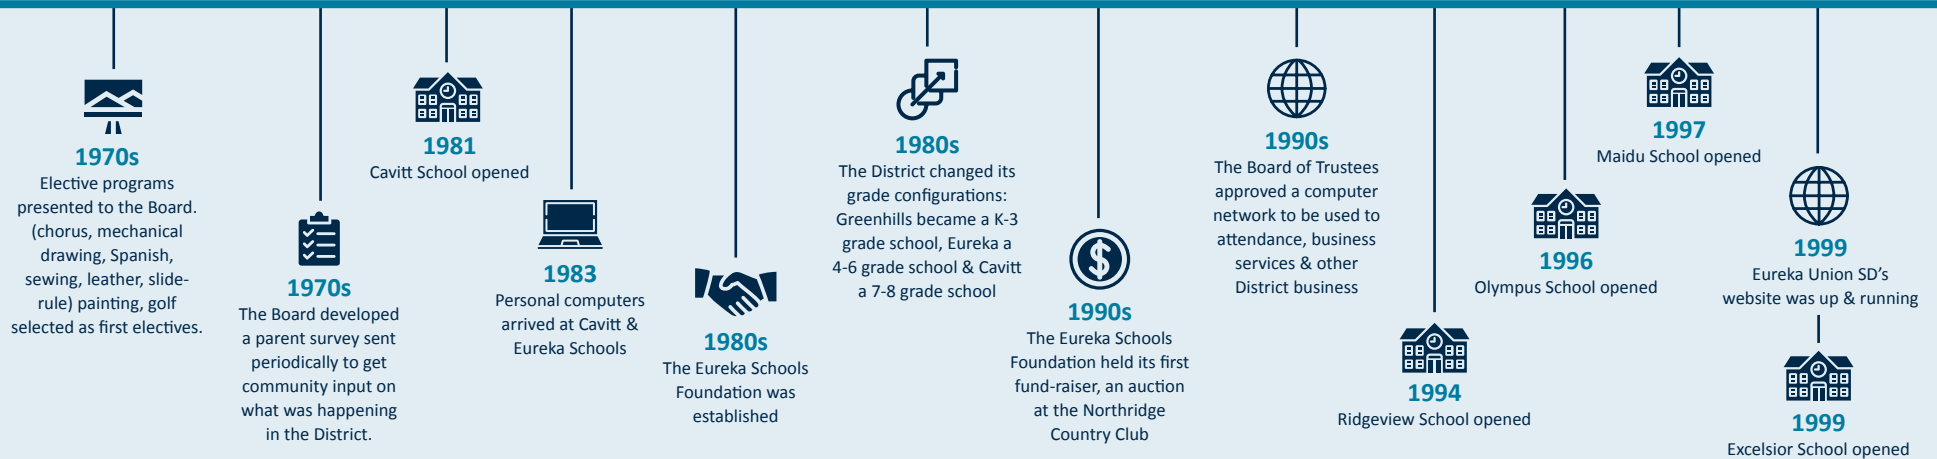 1970s
Elective programs
presented to the Board.
(chorus, mechanical
drawing, Spanish,
sewing, leather, slide-
rule) painting, golf
selected as first electives.
1970s
The Board developed
a parent survey sent
periodically to get
community input on
what was happening
in the District.
1981
Cavitt School opened
1983
Personal computers
arrived at Cavitt &
Eureka Schools
1980s
The Eureka Schools
Foundation was
established
1980s
The District changed its
grade configurations:
Greenhills became a K-3
grade school, Eureka a
4-6 grade school & Cavitt
a 7-8 grade school
1990s
The Eureka Schools
Foundation held its first
fund-raiser, an auction
at the Northridge
Country Club
1990s
The Board of Trustees
approved a computer
network to be used to
attendance, business
services & other
District business
1994
Ridgeview School opened
1996
Olympus School opened
1997
Maidu School opened
1999
Eureka Union SD’s
website was up & running
1999
Excelsior School opened